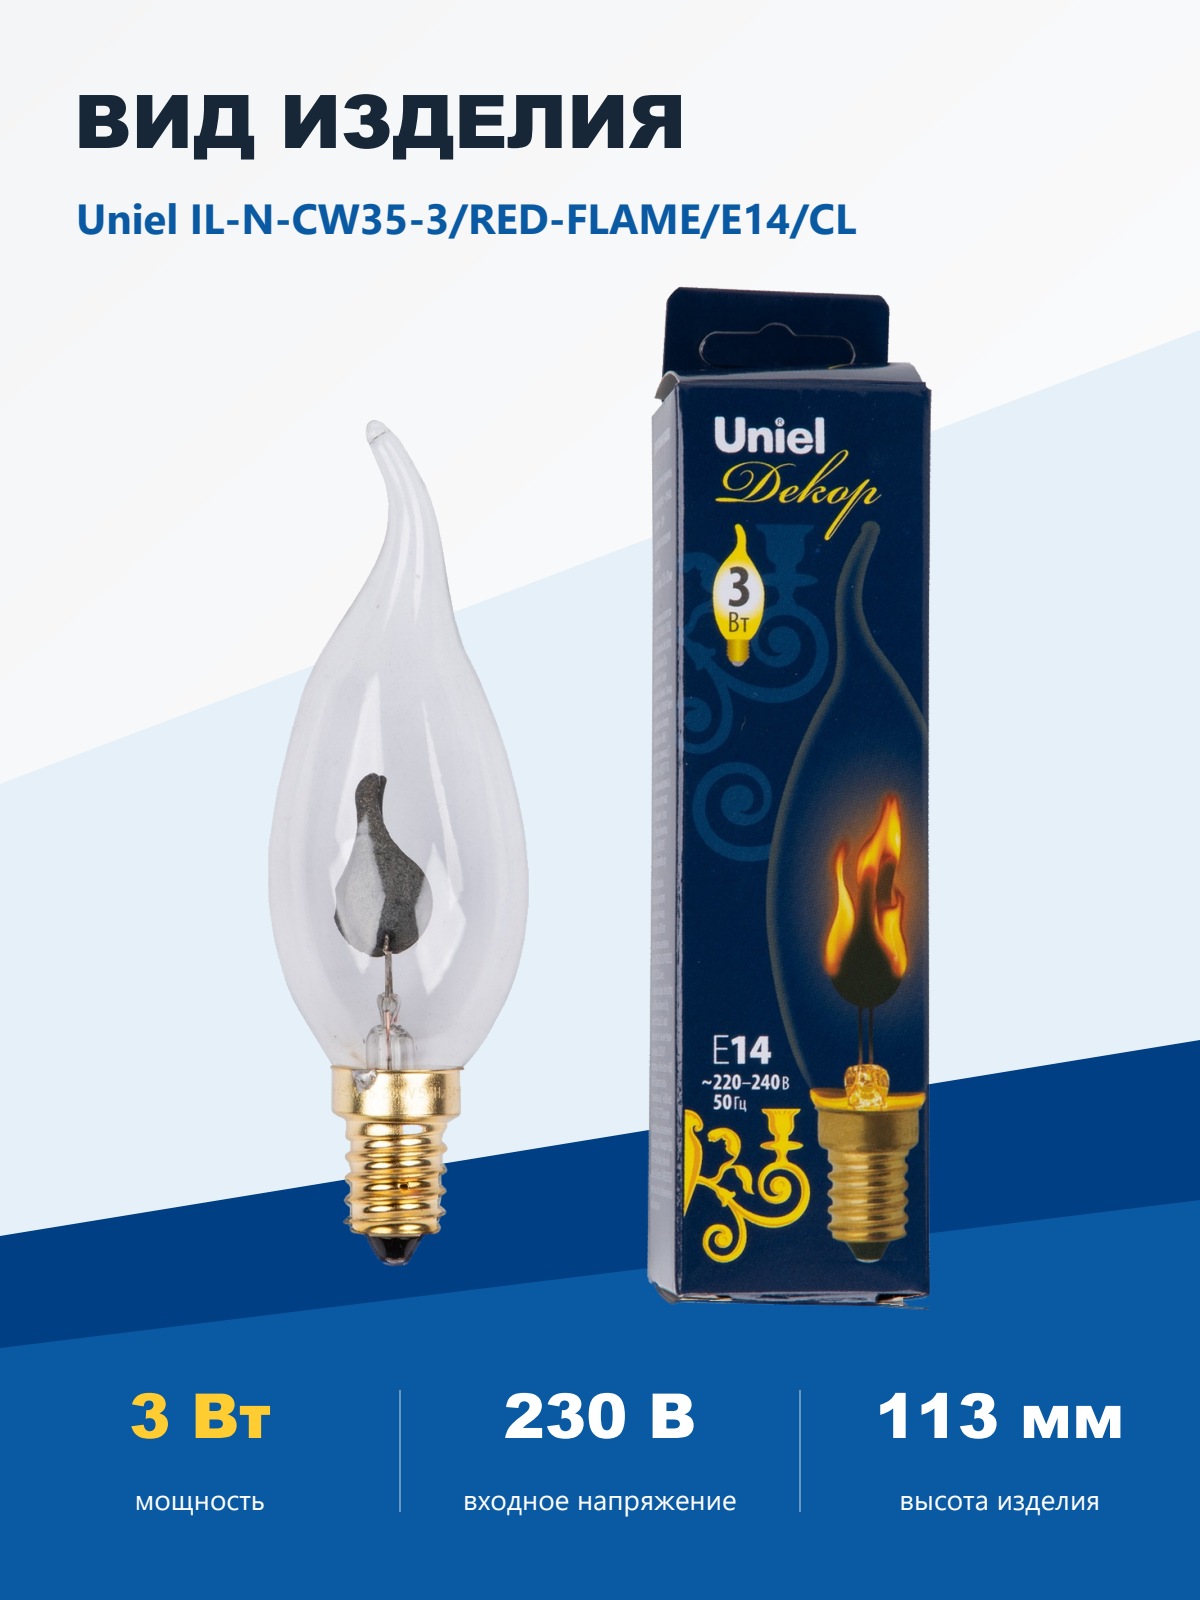 ВИД ИЗДЕЛИЯ
Uniel IL-N-CW35-3/RED-FLAME/E14/CL
Uniel®
Декор
3
Вт
E14
~220–240В
50Гц
3 Вт
мощность
230 В
входное напряжение
113 мм
высота изделия